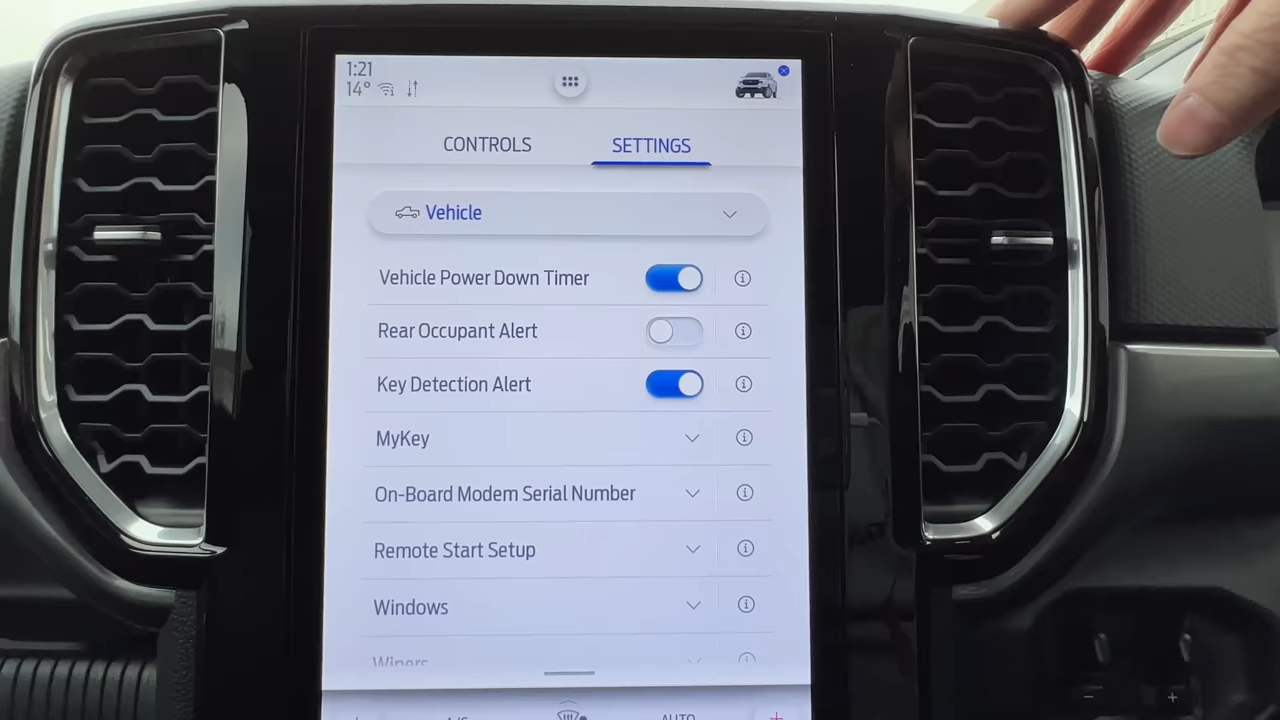 1:21
14°
CONTROLS
SETTINGS
Vehicle
Vehicle Power Down Timer
Rear Occupant Alert
Key Detection Alert
MyKey
On-Board Modem Serial Number
Remote Start Setup
Windows
Wipers
A/C
AUTO